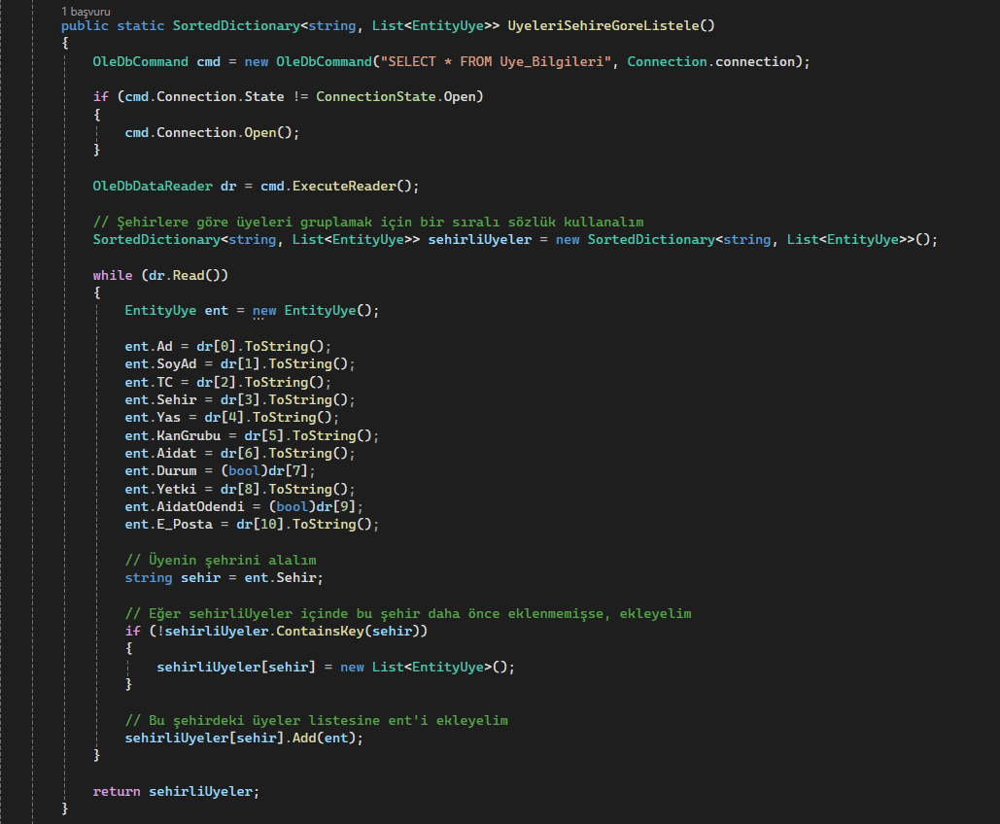 1 başvuru
public static SortedDictionary<string, List<EntityUye>> UyeleriSehireGoreListele()
{
OleDbCommand cmd = new OleDbCommand("SELECT * FROM Uye_Bilgileri", Connection.connection);
if (cmd.Connection.State != ConnectionState.Open)
{
cmd.Connection.Open();
}
OleDbDataReader dr = cmd.ExecuteReader();
// Şehirlere göre üyeleri gruplamak için bir sıralı sözlük kullanalım
SortedDictionary<string, List<EntityUye>> sehirliUyeler = new SortedDictionary<string, List<EntityUye>>();
while (dr.Read())
{
EntityUye ent = new EntityUye();
ent.Ad = dr[0].ToString();
ent.SoyAd = dr[1].ToString();
ent.TC = dr[2].ToString();
ent.Sehir = dr[3].ToString();
ent.Yas = dr[4].ToString();
ent.KanGrubu = dr[5].ToString();
ent.Aidat = dr[6].ToString();
ent.Durum = (bool)dr[7];
ent.Yetki = dr[8].ToString();
ent.AidatOdendi = (bool)dr[9];
ent.E_Posta = dr[10].ToString();
// Üyenin şehrini alalım
string sehir = ent.Sehir;
// Eğer sehirliUyeler içinde bu şehir daha önce eklenmemişse, ekleyelim
if (!sehirliUyeler.ContainsKey(sehir))
{
sehirliUyeler[sehir] = new List<EntityUye>();
}
// Bu şehirdeki üyeler listesine ent'i ekleyelim
sehirliUyeler[sehir].Add(ent);
}
return sehirliUyeler;
}